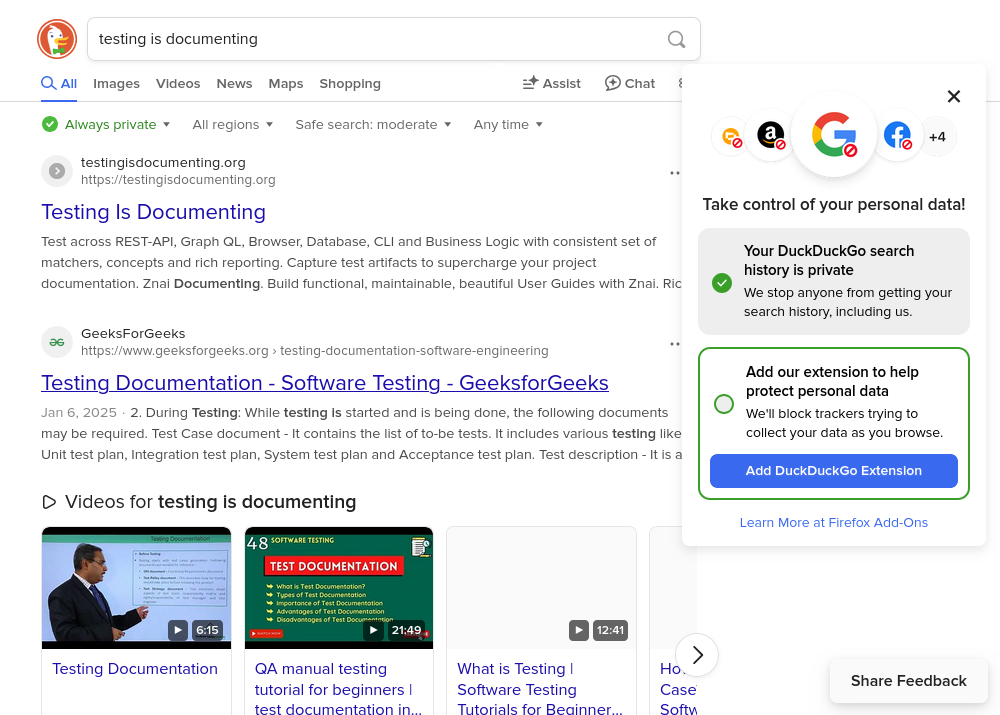 testing is documenting
All
Images
Videos
News
Maps
Shopping
Assist
Chat
Always private
All regions
Safe search: moderate
Any time
testingisdocumenting.org
https://testingisdocumenting.org
Testing Is Documenting
Test across REST-API, Graph QL, Browser, Database, CLI and Business Logic with consistent set of
matchers, concepts and rich reporting. Capture test artifacts to supercharge your project
documentation. Znai Documenting. Build functional, maintainable, beautiful User Guides with Znai. Ric
GeeksForGeeks
https://www.geeksforgeeks.org › testing-documentation-software-engineering
Testing Documentation - Software Testing - GeeksforGeeks
Jan 6, 2025 · 2. During Testing: While testing is started and is being done, the following documents
may be required. Test Case document - It contains the list of to-be tests. It includes various testing like
Unit test plan, Integration test plan, System test plan and Acceptance test plan. Test description - It is a
Videos for testing is documenting
Testing Documentation
6:15
Testing Documentation
48 SOFTWARE TESTING
TEST DOCUMENTATION
What is Test Documentation?
Types of Test Documentation
Importance of Test Documentation
Advantages of Test Documentation
Disadvantages of Test Documentation
WATCH NOW
21:49
QA manual testing
tutorial for beginners |
test documentation in...
12:41
What is Testing |
Software Testing
Tutorials for Beginner...
Ho
Case
Softw
+4
Take control of your personal data!
Your DuckDuckGo search
history is private
We stop anyone from getting your
search history, including us.
Add our extension to help
protect personal data
We'll block trackers trying to
collect your data as you browse.
Add DuckDuckGo Extension
Learn More at Firefox Add-Ons
Share Feedback